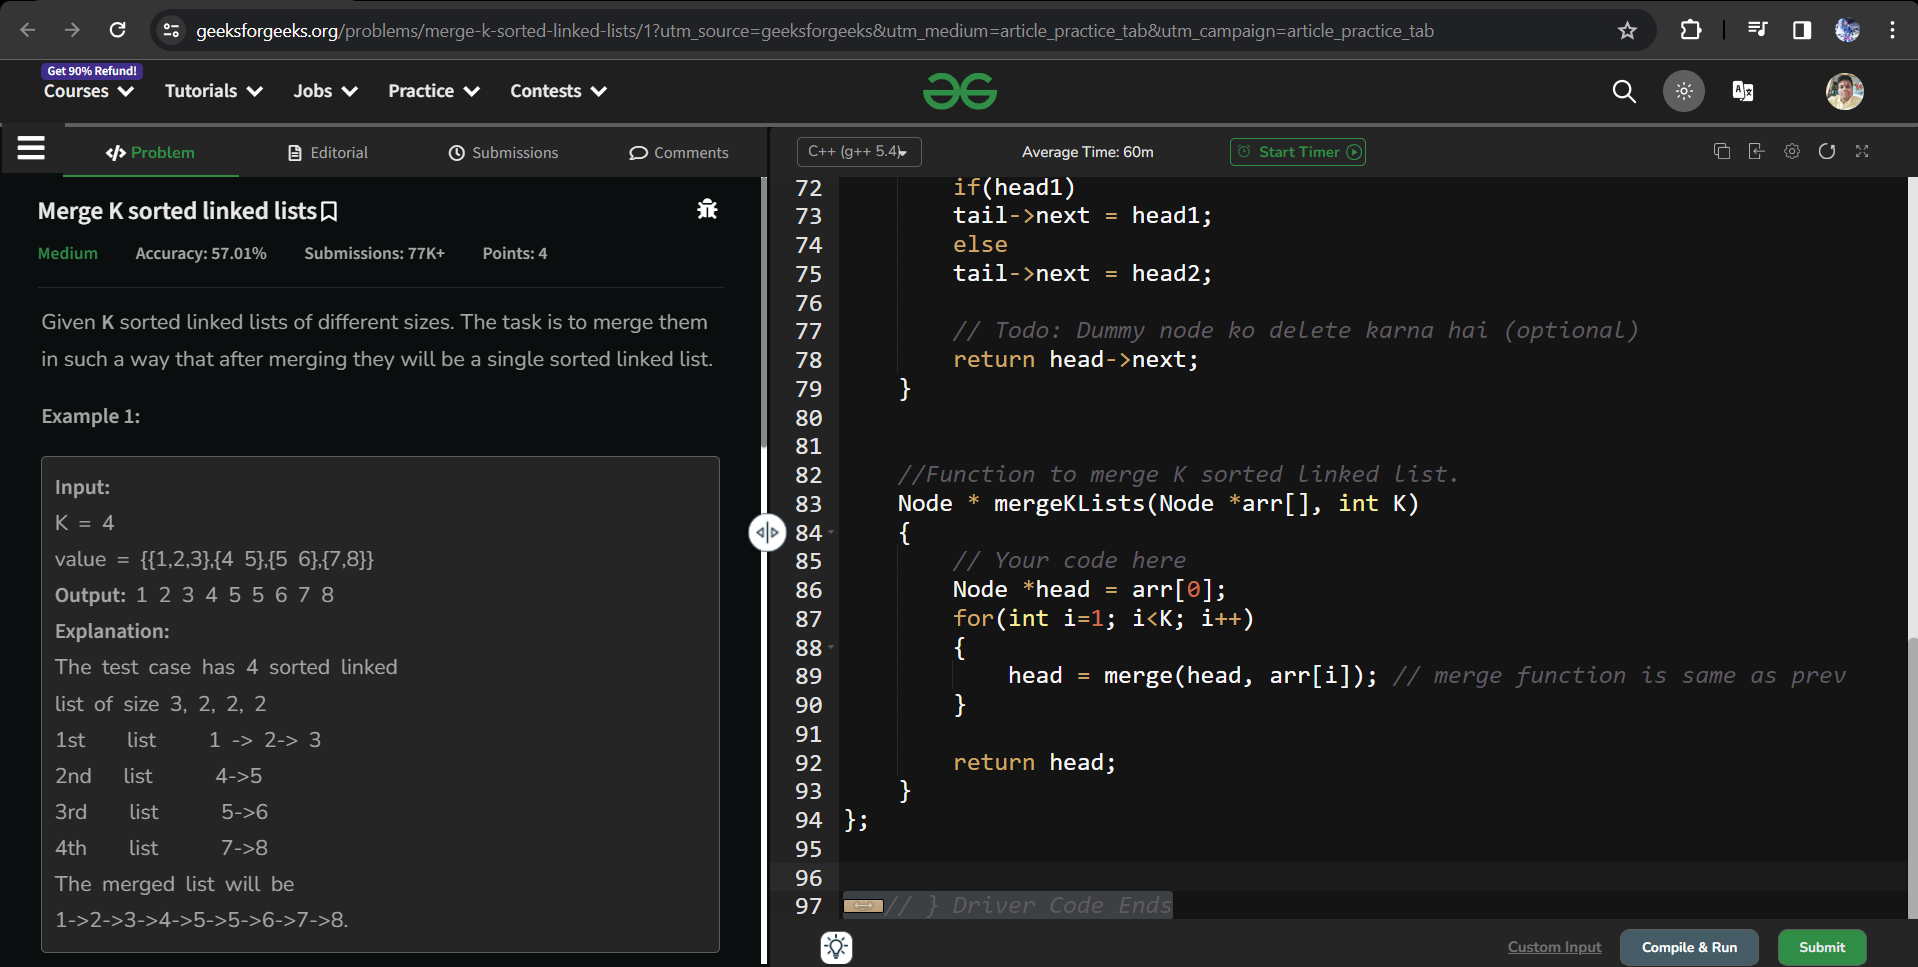 geeksforgeeks.org/problems/merge-k-sorted-linked-lists/1?utm_source=geeksforgeeks&utm_medium=article_practice_tab&utm_campaign=article_practice_tab
Get 90% Refund!
Courses Tutorials Jobs Practice Contests
Problem Editorial Submissions Comments
Merge K sorted linked lists
Medium Accuracy: 57.01% Submissions: 77K+ Points: 4
Given K sorted linked lists of different sizes. The task is to merge them
in such a way that after merging they will be a single sorted linked list.
Example 1:
Input:
K = 4
value = {{1,2,3},{4 5},{5 6},{7,8}}
Output: 1 2 3 4 5 5 6 7 8
Explanation:
The test case has 4 sorted linked
list of size 3, 2, 2, 2
1st list 1 -> 2-> 3
2nd list 4->5
3rd list 5->6
4th list 7->8
The merged list will be
1->2->3->4->5->5->6->7->8.
C++ (g++ 5.4) Average Time: 60m Start Timer
72 if(head1)
73 tail->next = head1;
74 else
75 tail->next = head2;
76
77 // Todo: Dummy node ko delete karna hai (optional)
78 return head->next;
79 }
80
81
82 //Function to merge K sorted linked list.
83 Node * mergeKLists(Node *arr[], int K)
84 {
85 // Your code here
86 Node *head = arr[0];
87 for(int i=1; i<K; i++)
88 {
89 head = merge(head, arr[i]); // merge function is same as prev
90 }
91
92 return head;
93 }
94 };
95
96
97 // } Driver Code Ends
Custom Input Compile & Run Submit